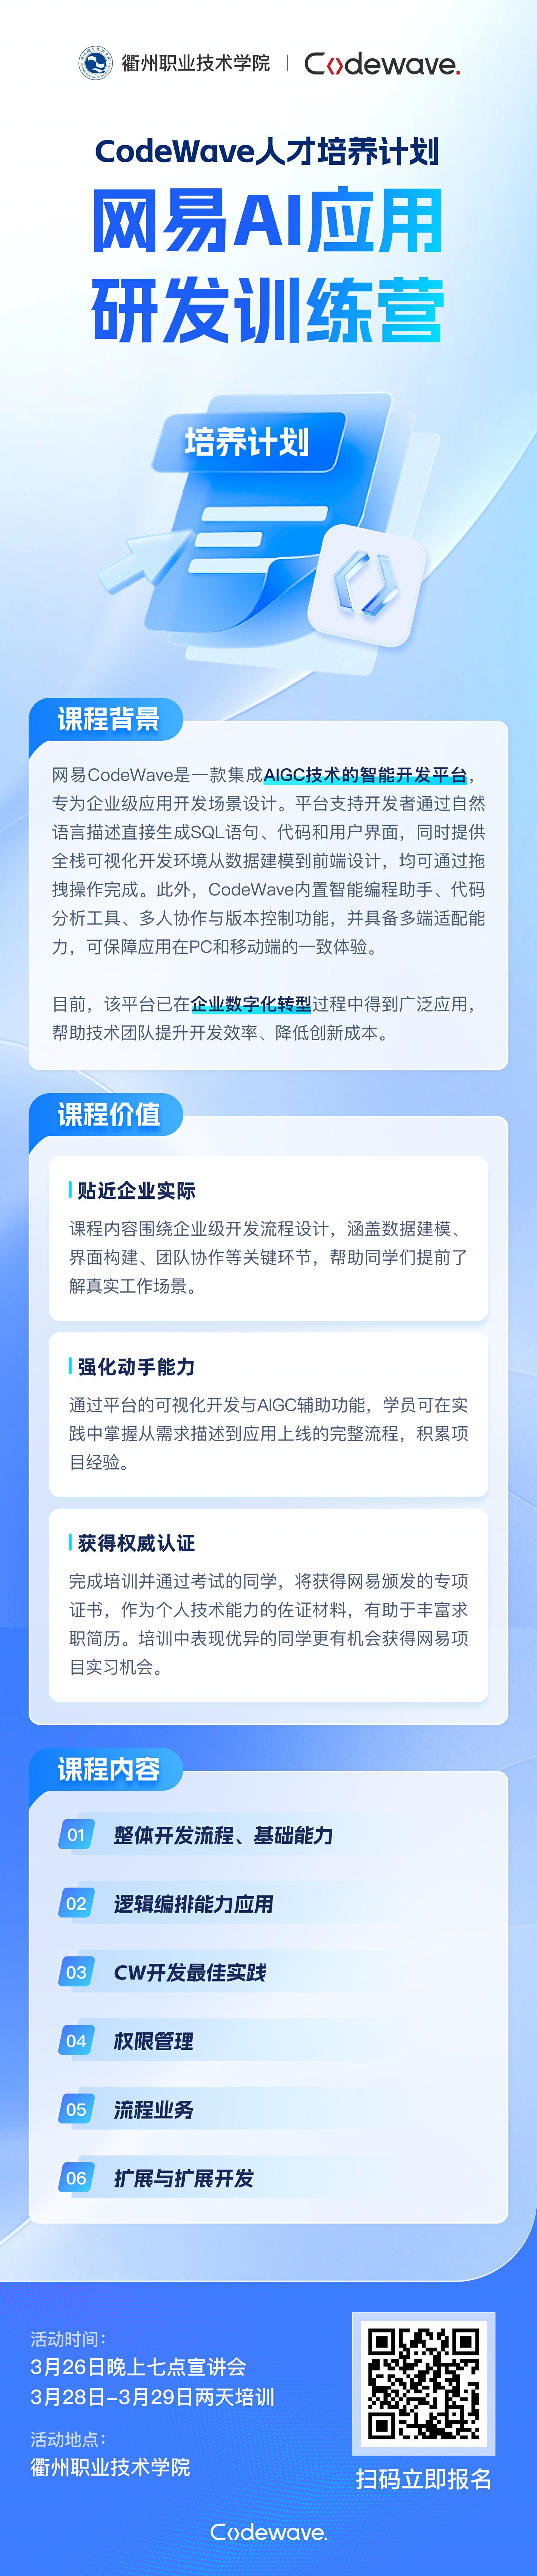 衢州职业技术学院 Codewave.
CodeWave人才培养计划
网易AI应用
研发训练营
培养计划
课程背景
网易CodeWave是一款集成AIGC技术的智能开发平台，
专为企业级应用开发场景设计。平台支持开发者通过自然
语言描述直接生成SQL语句、代码和用户界面，同时提供
全栈可视化开发环境从数据建模到前端设计，均可通过拖
拽操作完成。此外，CodeWave内置智能编程助手、代码
分析工具、多人协作与版本控制功能，并具备多端适配能
力，可保障应用在PC和移动端的一致体验。
目前，该平台已在企业数字化转型过程中得到广泛应用，
帮助技术团队提升开发效率、降低创新成本。
课程价值
贴近企业实际
课程内容围绕企业级开发流程设计，涵盖数据建模、
界面构建、团队协作等关键环节，帮助同学们提前了
解真实工作场景。
强化动手能力
通过平台的可视化开发与AIGC辅助功能，学员可在实
践中掌握从需求描述到应用上线的完整流程，积累项
目经验。
获得权威认证
完成培训并通过考试的同学，将获得网易颁发的专项
证书，作为个人技术能力的佐证材料，有助于丰富求
职简历。培训中表现优异的同学更有机会获得网易项
目实习机会。
课程内容
01 整体开发流程、基础能力
02 逻辑编排能力应用
03 CW开发最佳实践
04 权限管理
05 流程业务
06 扩展与扩展开发
活动时间：
3月26日晚上七点宣讲会
3月28日–3月29日两天培训
活动地点：
衢州职业技术学院
扫码立即报名
Codewave.